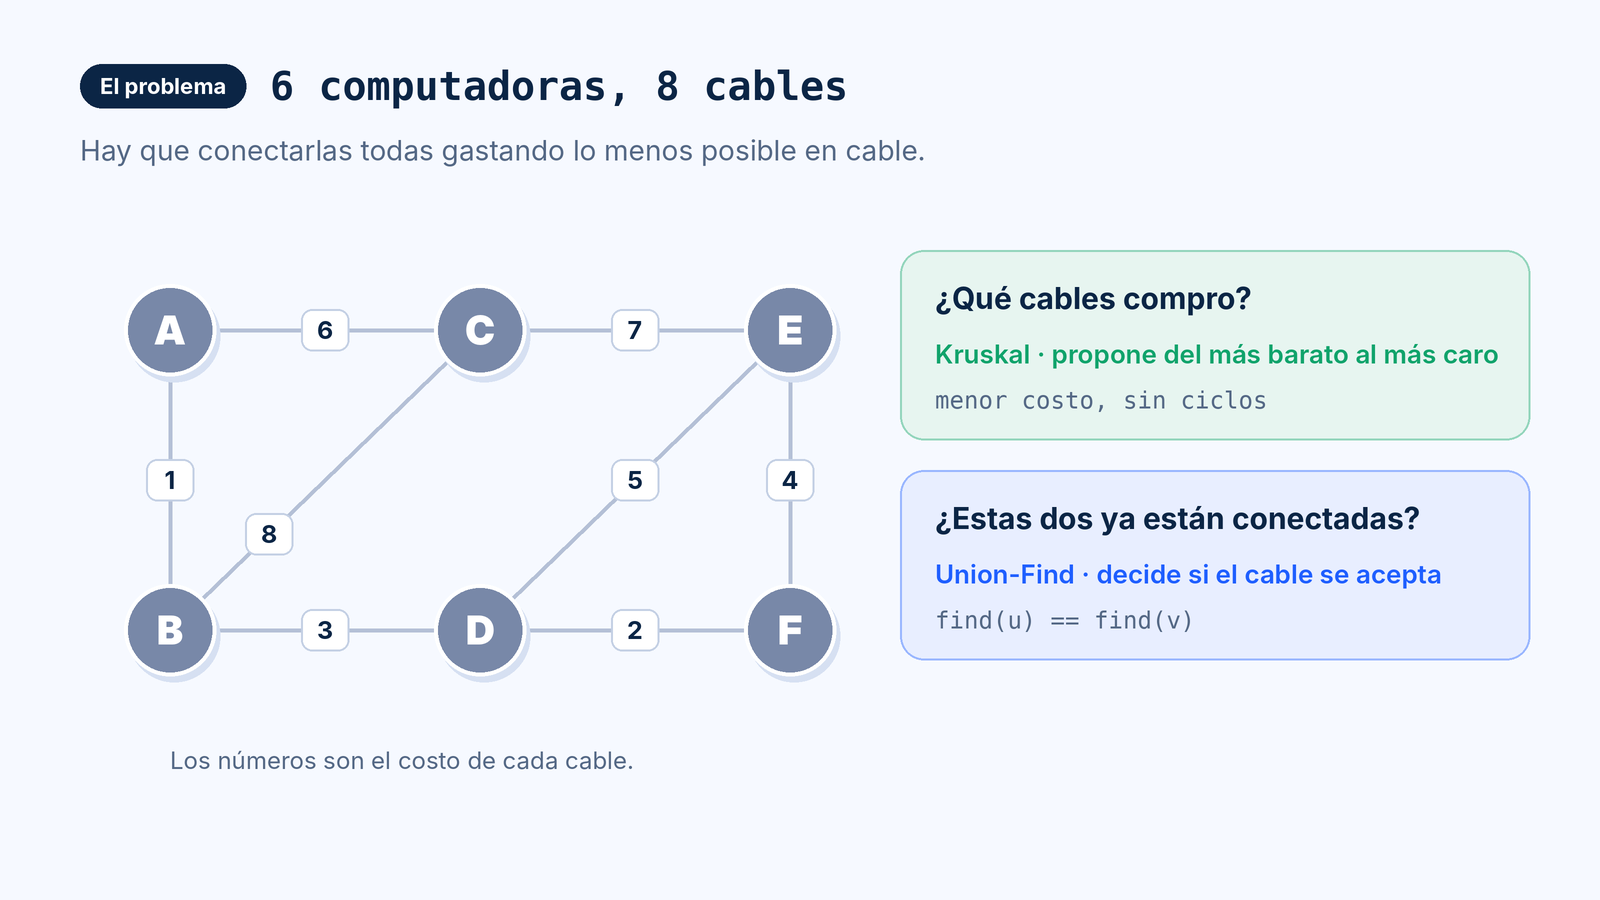 El problema 6 computadoras, 8 cables
Hay que conectarlas todas gastando lo menos posible en cable.
A 6 C 7 E
1 5 4
8
B 3 D 2 F
Los números son el costo de cada cable.
¿Qué cables compro?
Kruskal · propone del más barato al más caro
menor costo, sin ciclos
¿Estas dos ya están conectadas?
Union-Find · decide si el cable se acepta
find(u) == find(v)